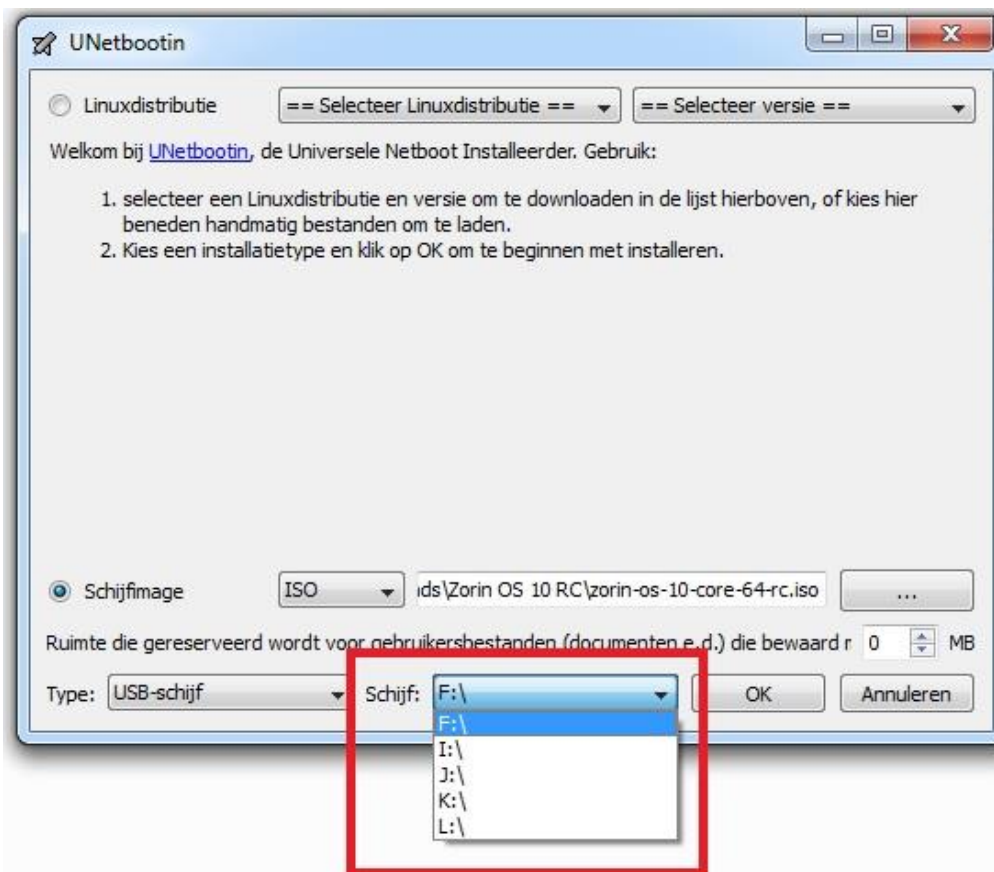 UNetbootin
Linuxdistributie == Selecteer Linuxdistributie == == Selecteer versie ==
Welkom bij UNetbootin, de Universele Netboot Installeerder. Gebruik:
1. selecteer een Linuxdistributie en versie om te downloaden in de lijst hierboven, of kies hier
beneden handmatig bestanden om te laden.
2. Kies een installatietype en klik op OK om te beginnen met installeren.
Schijfimage ISO ids\Zorin OS 10 RC\zorin-os-10-core-64-rc.iso ...
Ruimte die gereserveerd wordt voor gebruikersbestanden (documenten e.d.) die bewaard r 0 MB
Type: USB-schijf Schijf: F:\ OK Annuleren
F:\
I:\
J:\
K:\
L:\